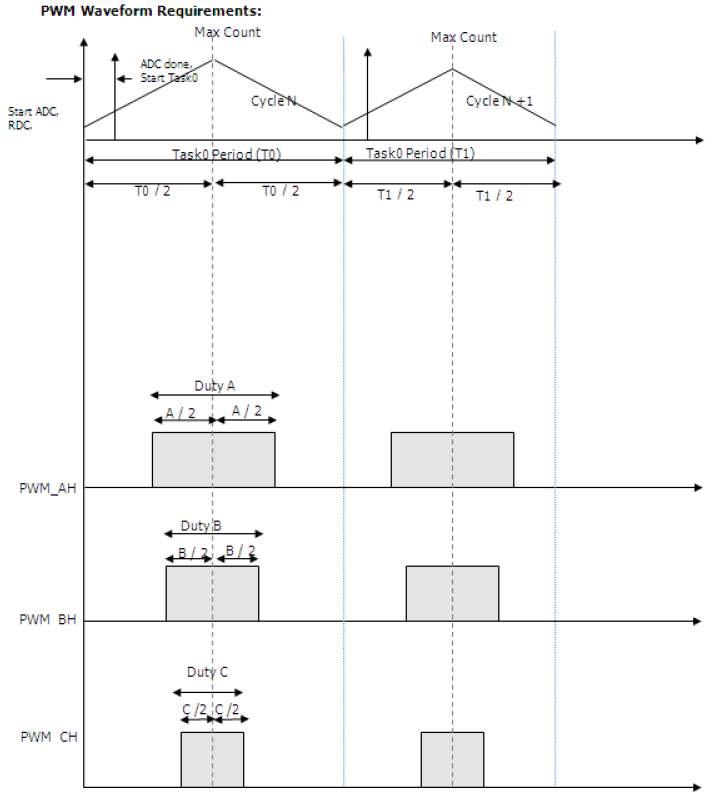 PWM Waveform Requirements:
Max Count
Max Count
ADC done,
Start Task0
Cycle N
Cycle N +1
Start ADC,
RDC,
Task0 Period (T0)
Task0 Period (T1)
T0 / 2
T0 / 2
T1 / 2
T1 / 2
Duty A
A / 2
A / 2
PWM_AH
Duty B
B / 2
B / 2
PWM BH
Duty C
C /2
C /2
PWM CH